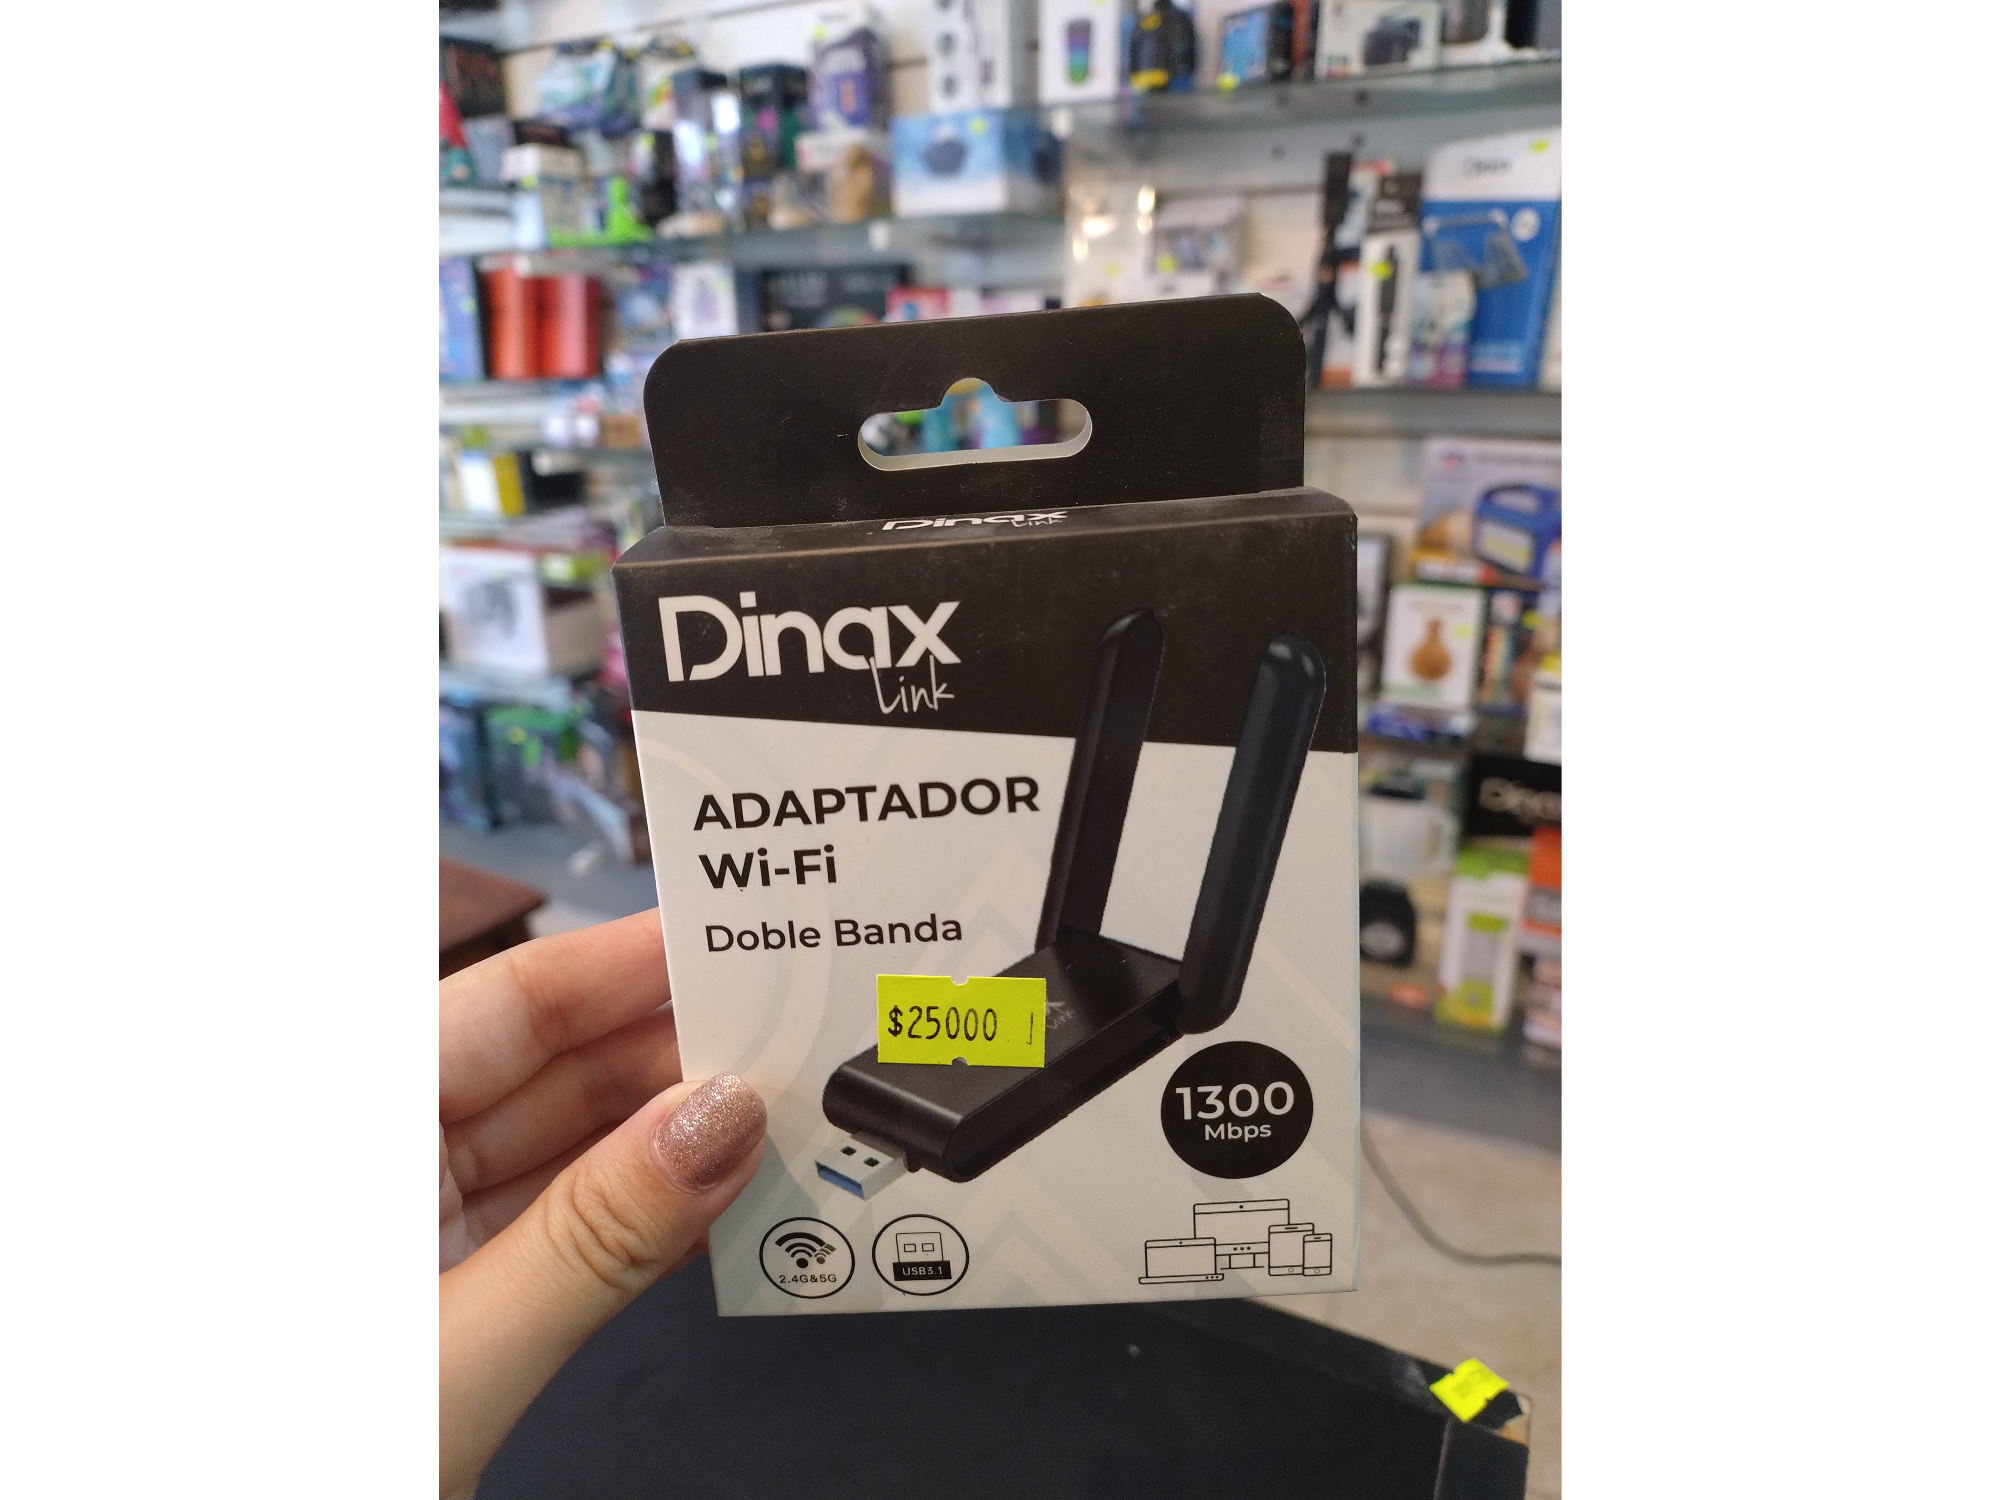 Dinax
Link
Dinax
Link
ADAPTADOR
Wi-Fi
Doble Banda
$25000
1300
Mbps
2.4G&5G
USB3.1